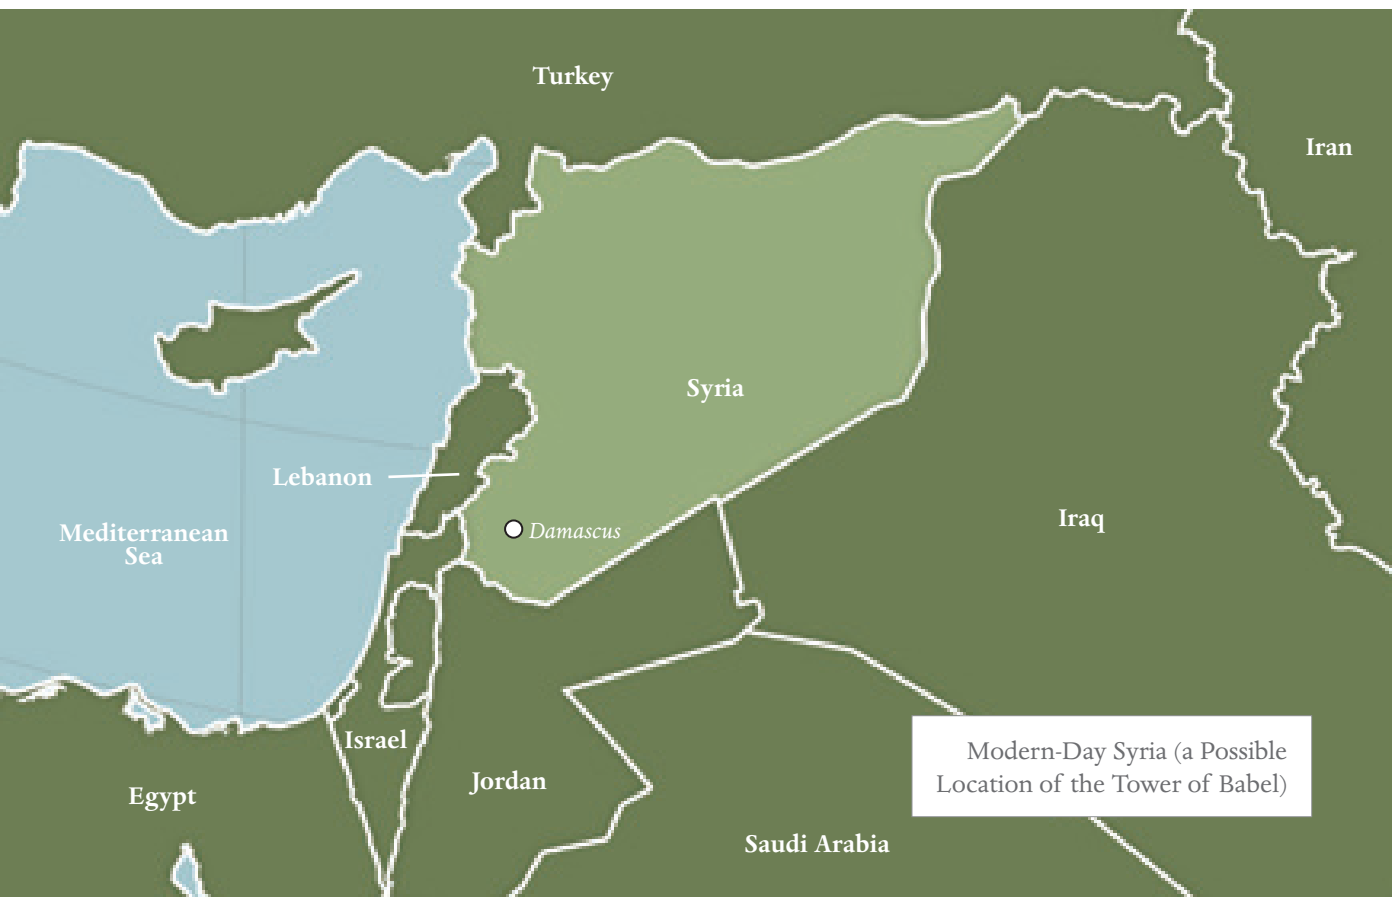 Turkey
Iran
Syria
Lebanon
Iraq
Mediterranean
Sea
Damascus
Israel
Jordan
Egypt
Modern-Day Syria (a Possible
Location of the Tower of Babel)
Saudi Arabia